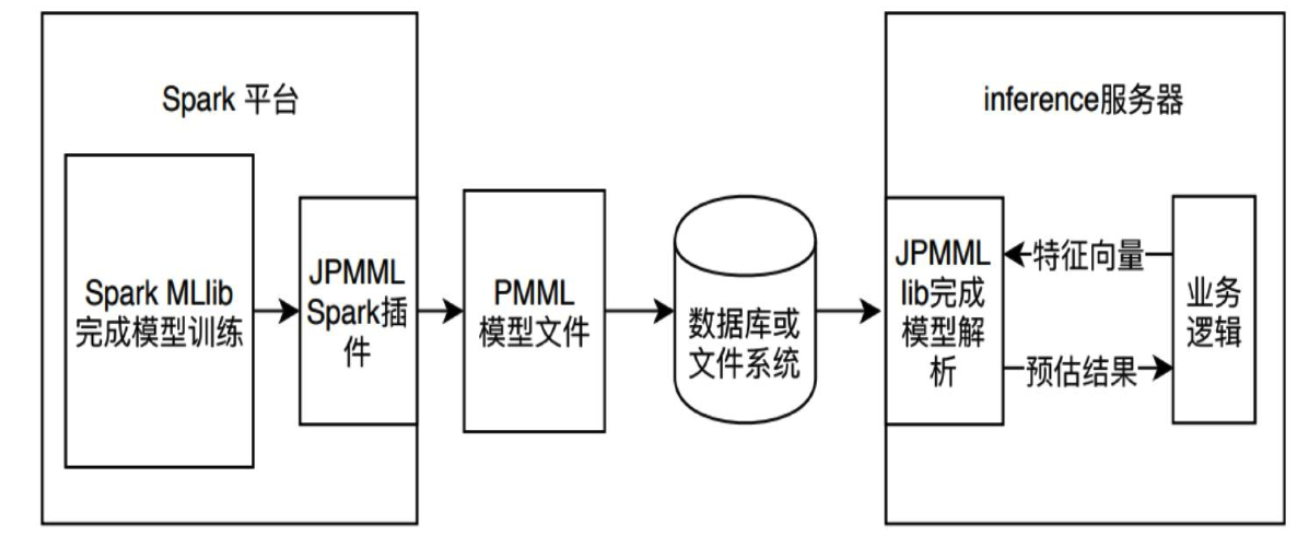 Spark 平台
Spark MLlib
完成模型训练
JPMML
Spark插
件
PMML
模型文件
数据库或
文件系统
inference服务器
JPMML
lib完成
模型解
析
特征向量
预估结果
业务
逻辑